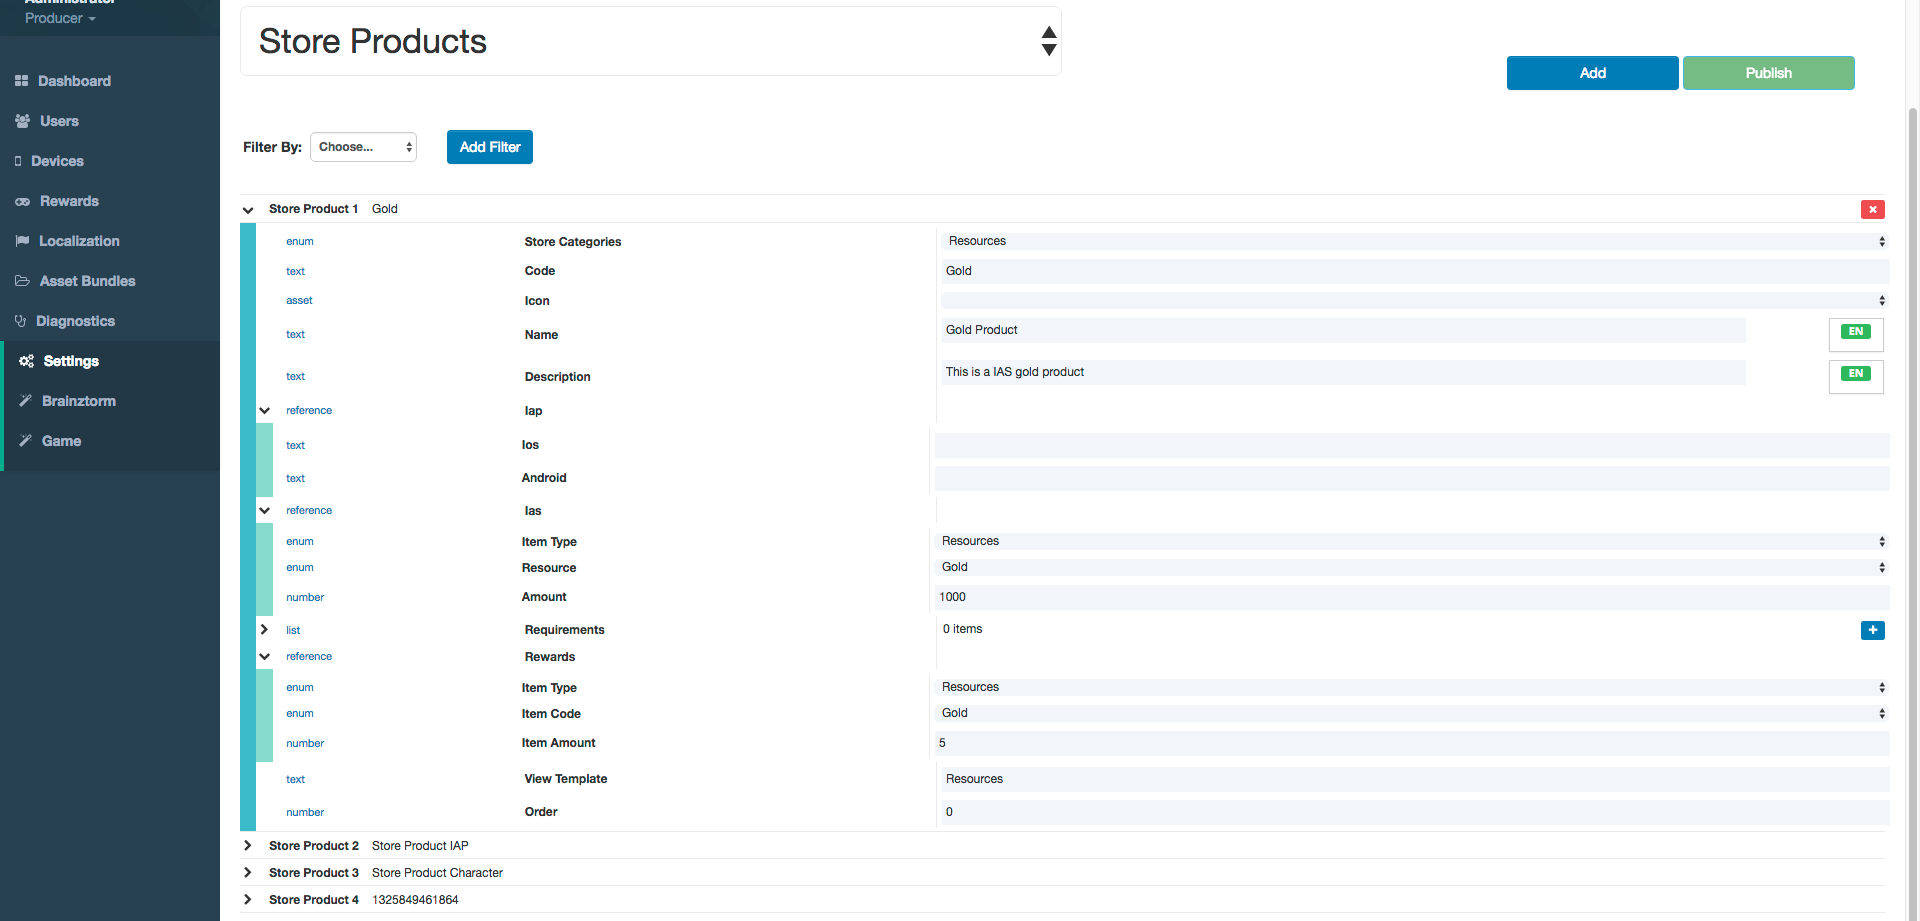 Administrator
Producer
Dashboard
Users
Devices
Rewards
Localization
Asset Bundles
Diagnostics
Settings
Brainztorm
Game
Store Products
Add Publish
Filter By: Choose... Add Filter
Store Product 1 Gold
enum Store Categories Resources
text Code Gold
asset Icon
text Name Gold Product EN
text Description This is a IAS gold product EN
reference Iap
text Ios
text Android
reference Ias
enum Item Type Resources
enum Resource Gold
number Amount 1000
list Requirements 0 items
reference Rewards
enum Item Type Resources
enum Item Code Gold
number Item Amount 5
text View Template Resources
number Order 0
Store Product 2 Store Product IAP
Store Product 3 Store Product Character
Store Product 4 1325849461864